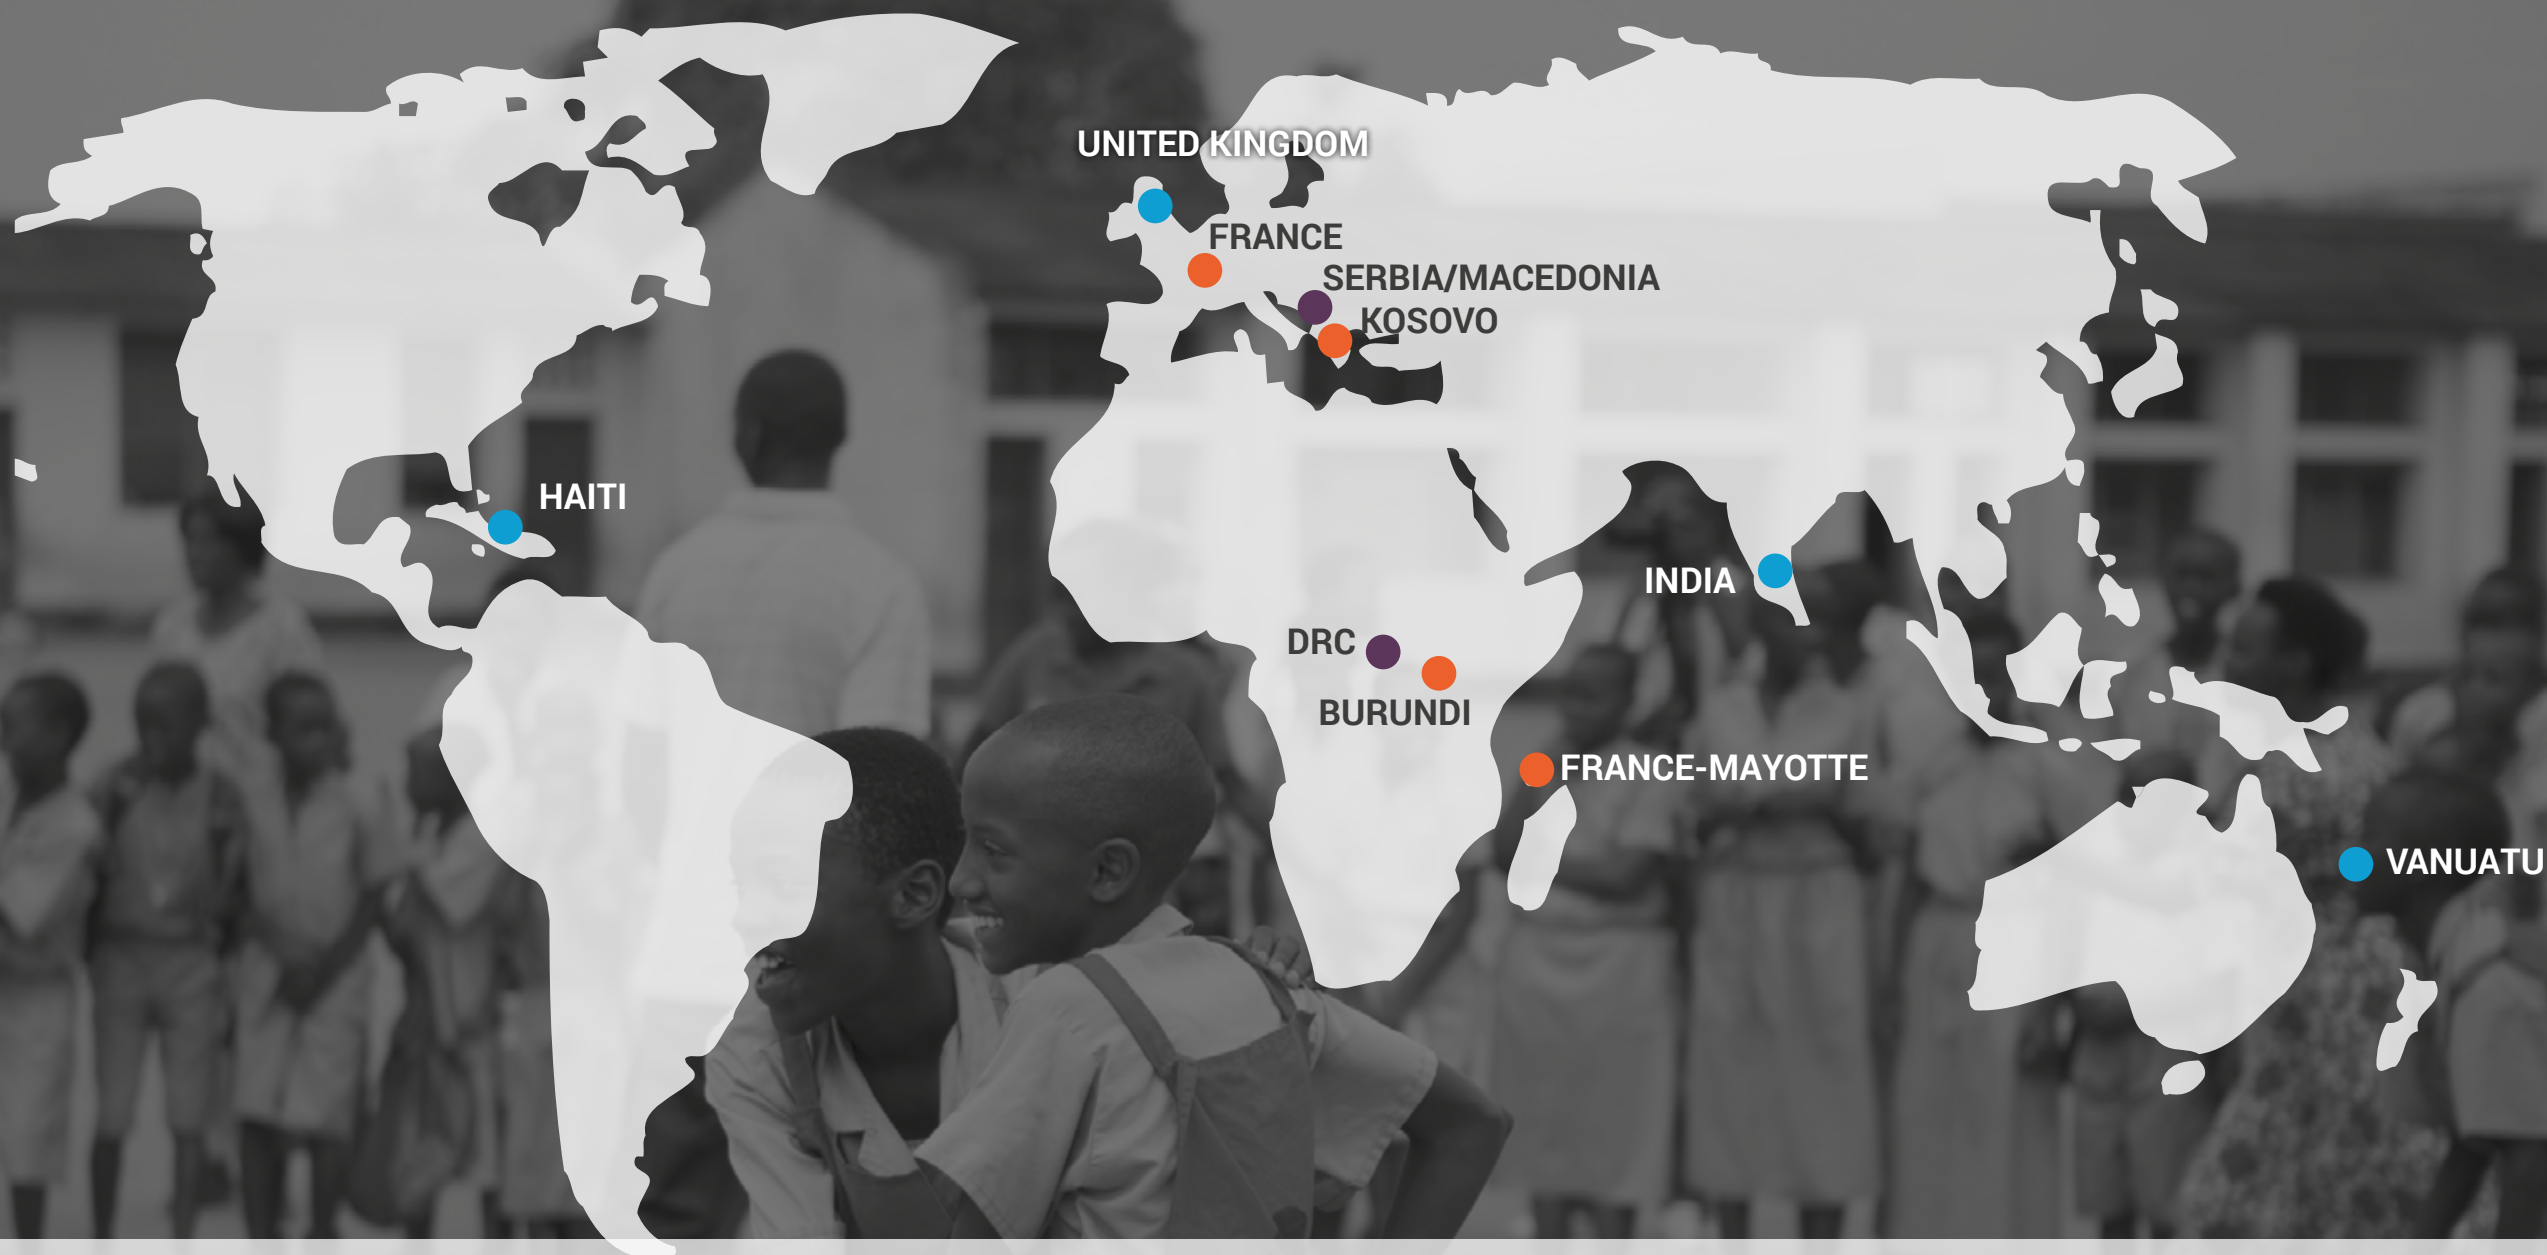 UNITED KINGDOM
FRANCE
SERBIA/MACEDONIA
KOSOVO
HAITI
INDIA
DRC
BURUNDI
FRANCE-MAYOTTE
VANUATU